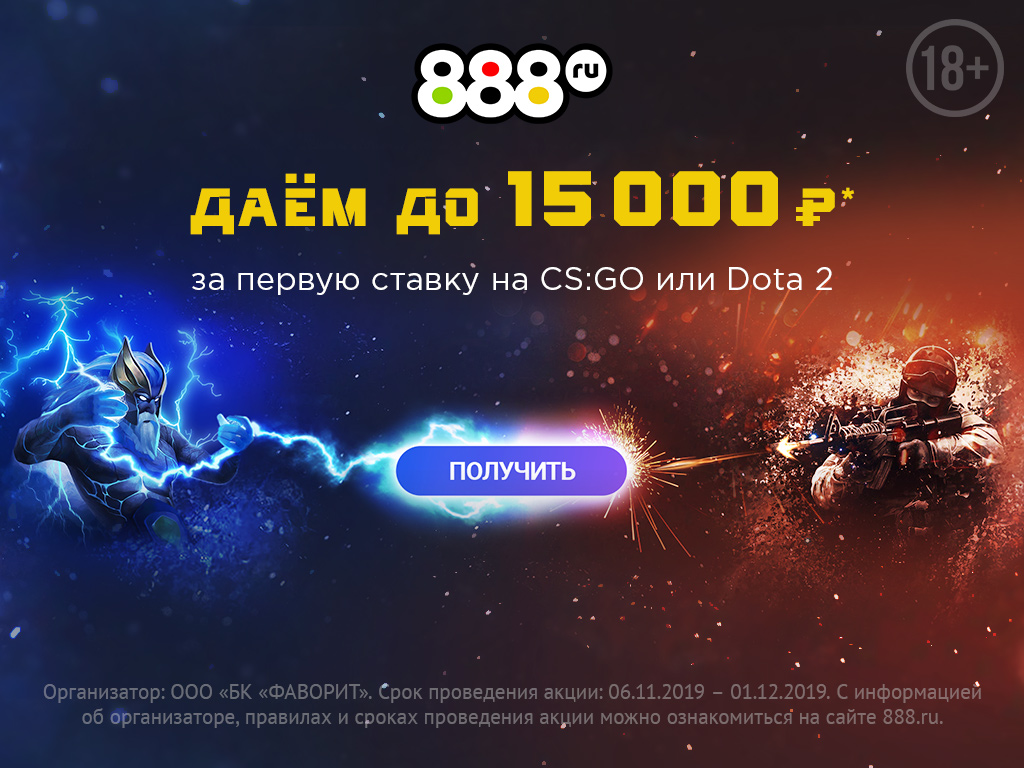 888ru
18+
ДАЁМ ДО 15 000 ₽*
за первую ставку на CS:GO или Dota 2
ПОЛУЧИТЬ
Организатор: ООО «БК «ФАВОРИТ». Срок проведения акции: 06.11.2019 – 01.12.2019. С информацией
об организаторе, правилах и сроках проведения акции можно ознакомиться на сайте 888.ru.